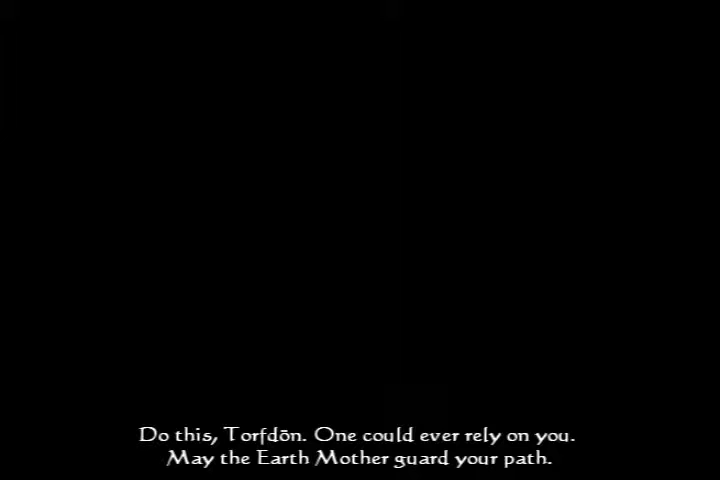 Do this, Torfdōn. One could ever rely on you.
May the Earth Mother guard your path.